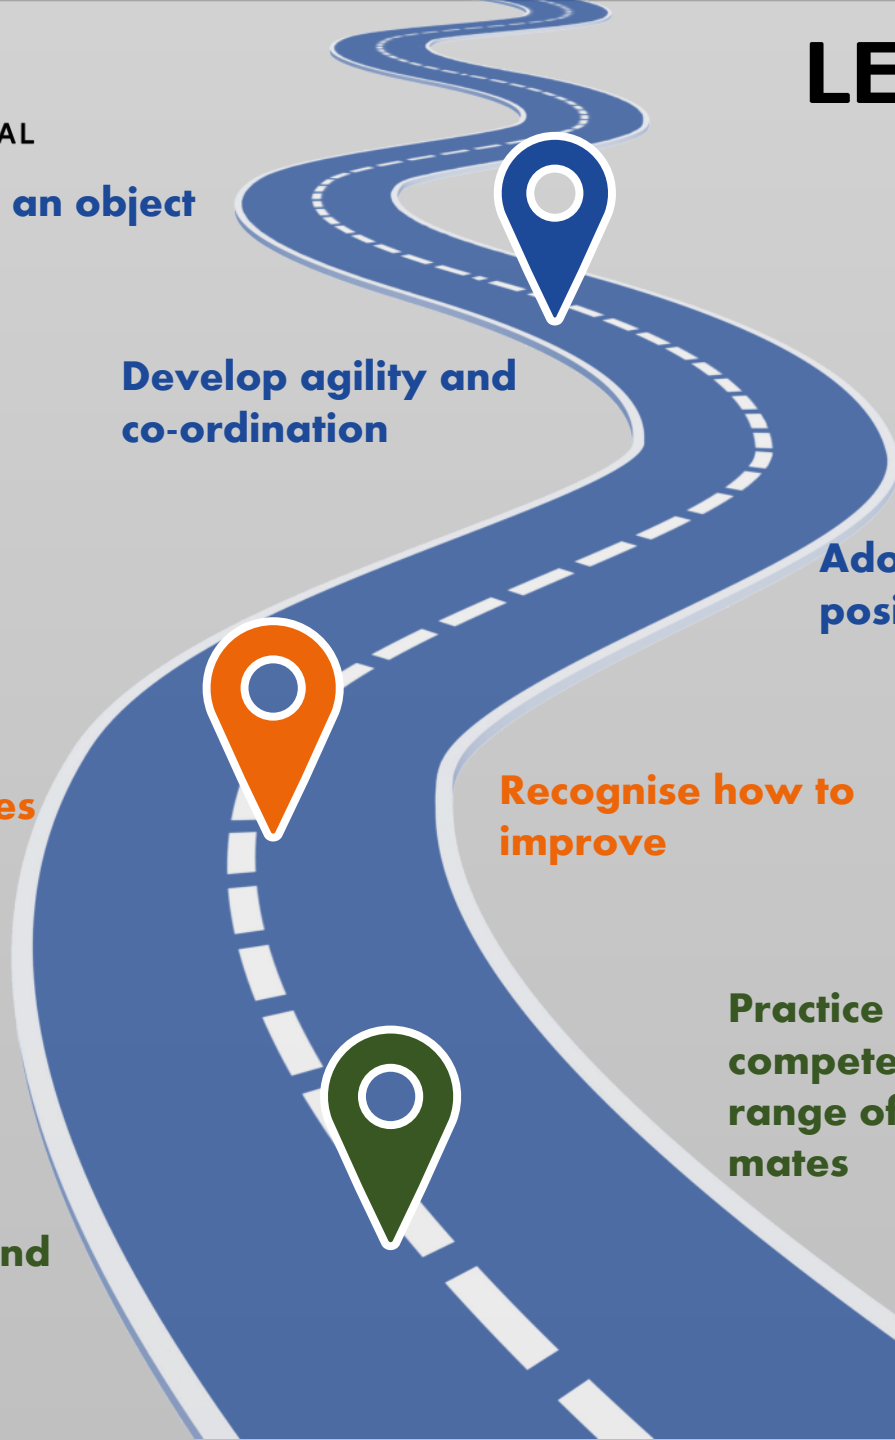 LE
AL
an object
Develop agility and
co-ordination
Ado
posi
es
Recognise how to
improve
Practice
compete
range of
mates
nd